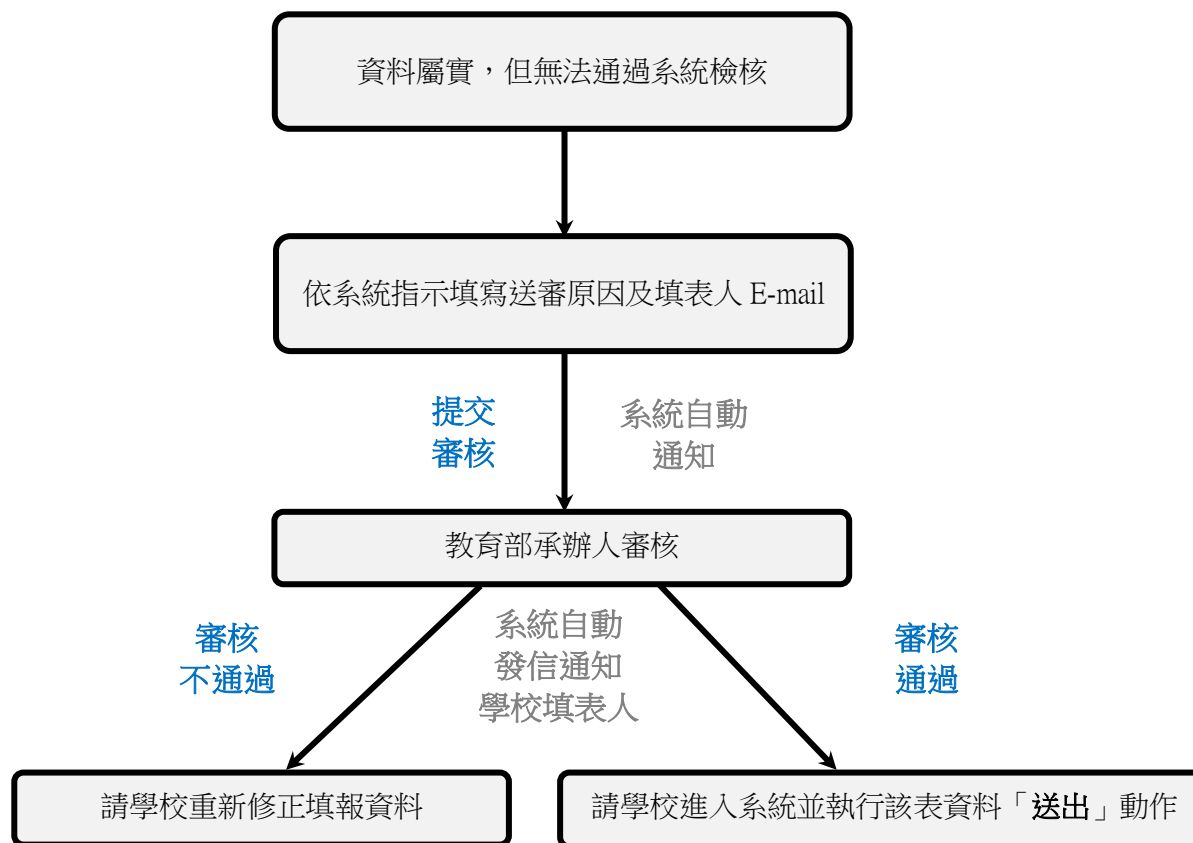 資料屬實，但無法通過系統檢核
依系統指示填寫送審原因及填表人 E-mail
提交
審核
系統自動
通知
教育部承辦人審核
審核
不通過
系統自動
發信通知
學校填表人
審核
通過
請學校重新修正填報資料
請學校進入系統並執行該表資料「送出」動作